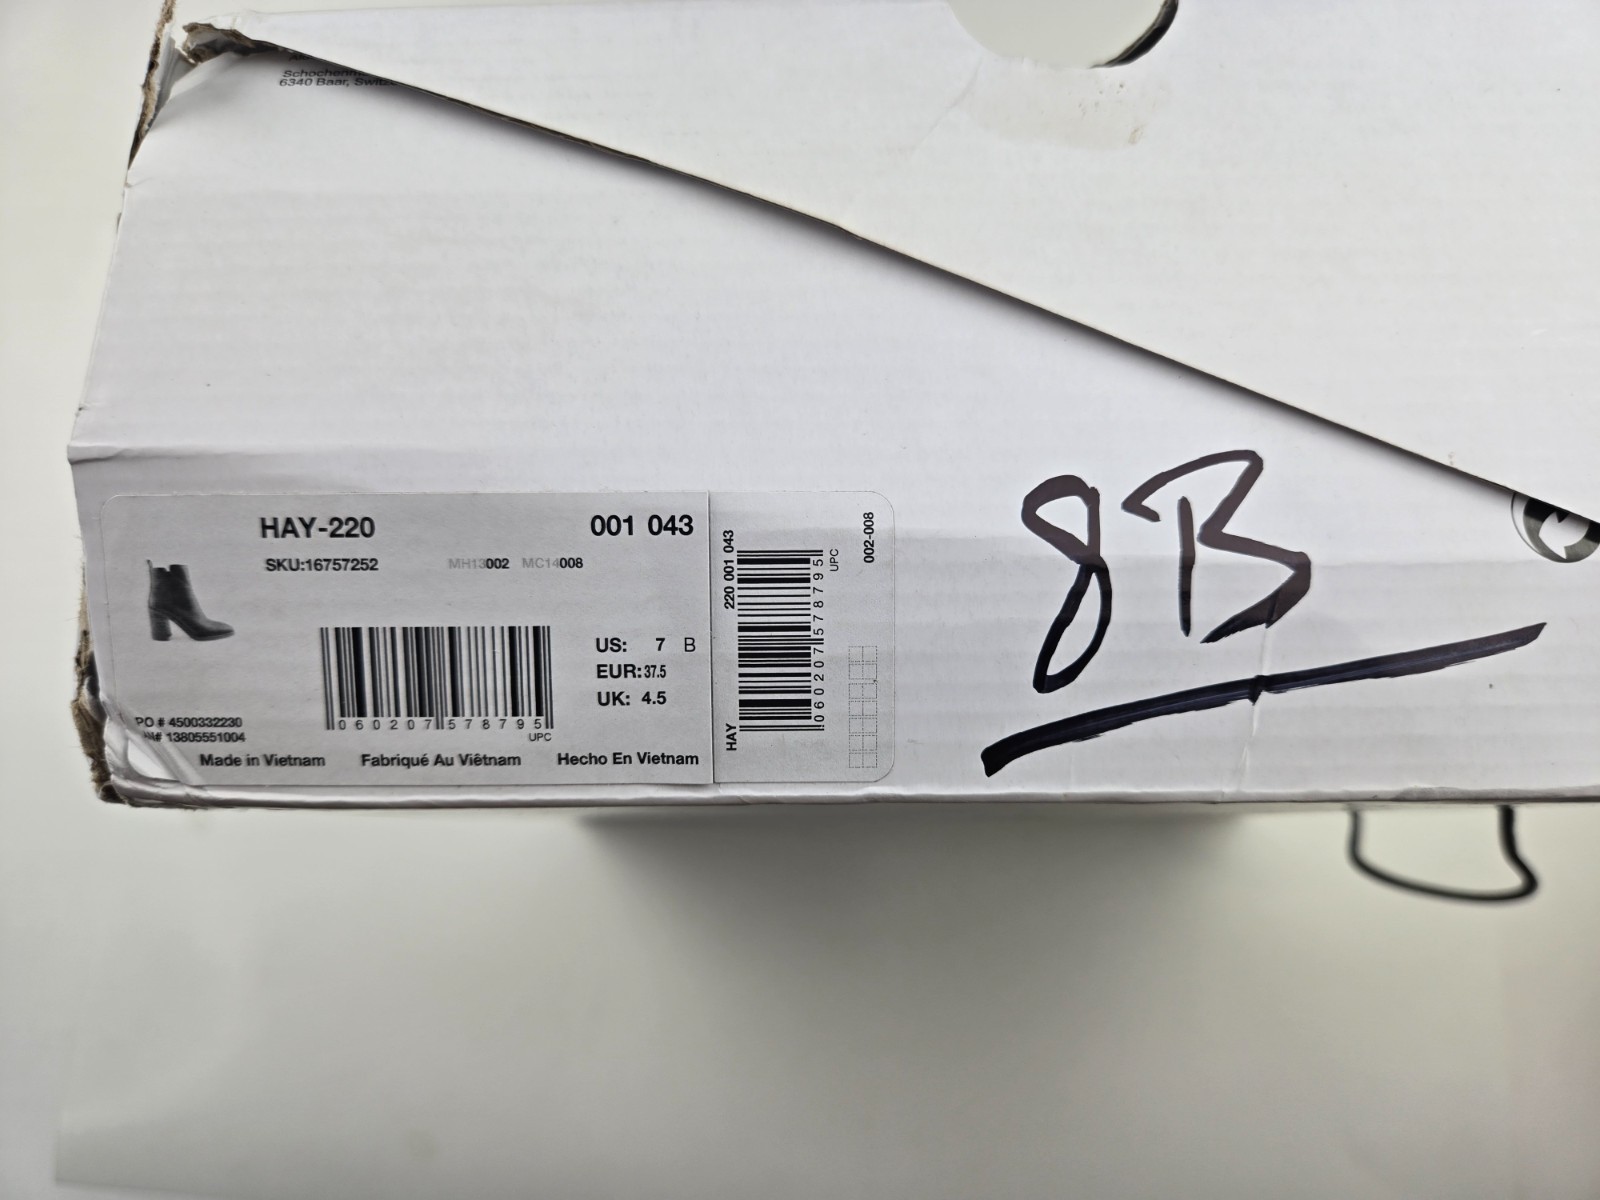 6340 Baar, Switz
HAY-220
001 043
SKU:16757252
MH13002 MC14008
US: 7 B
EUR:37.5
UK: 4.5
060207578795
UPC
PO # 4500332230
# 13805551004
Made in Vietnam Fabriqué Au Viêtnam Hecho En Vietnam
HAY 220 001 043
060207578795
UPC
002-008
8B